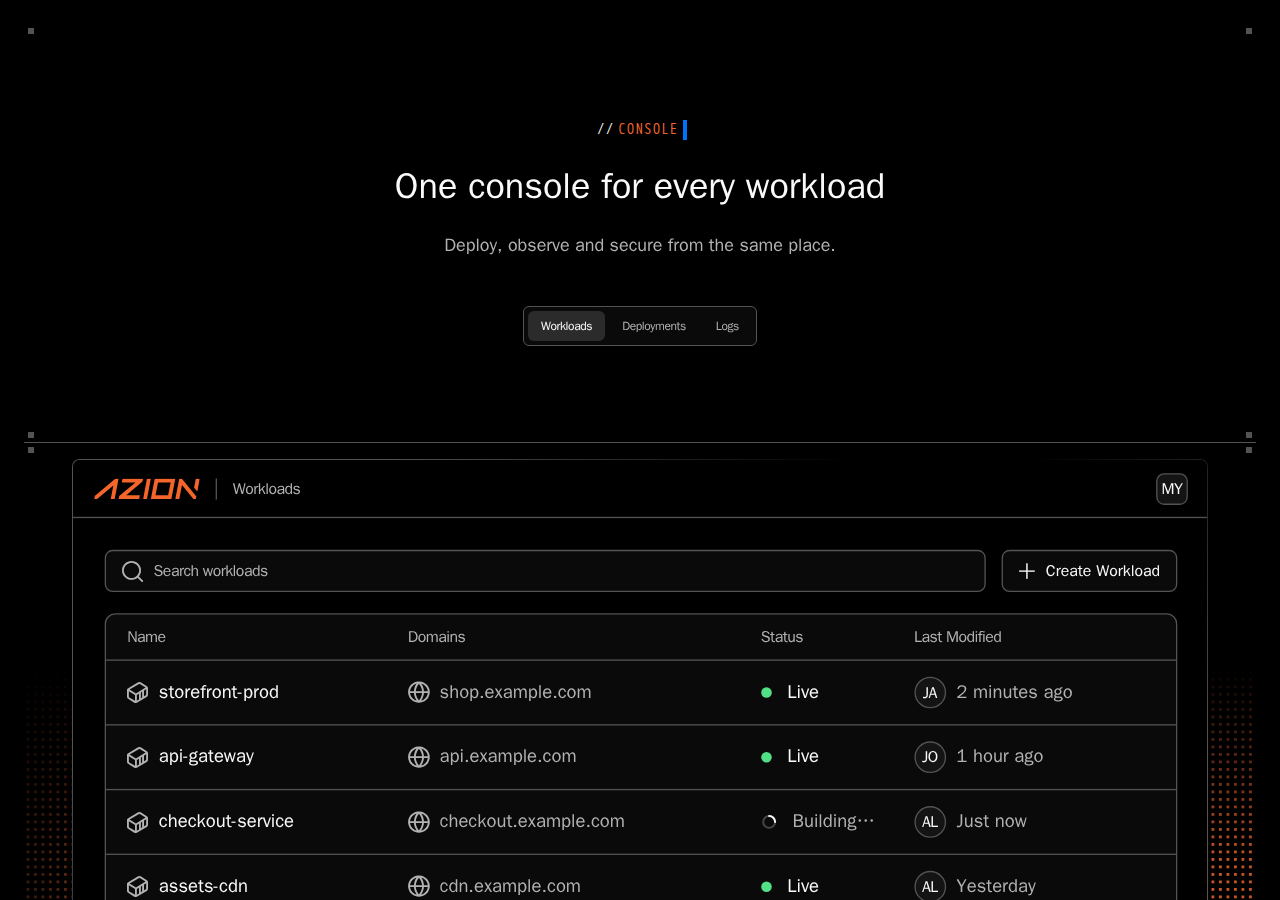 // CONSOLE
One console for every workload
Deploy, observe and secure from the same place.
Workloads Deployments Logs
AZION Workloads MY
Search workloads Create Workload
Name Domains Status Last Modified
storefront-prod shop.example.com Live JA 2 minutes ago
api-gateway api.example.com Live JO 1 hour ago
checkout-service checkout.example.com Building··· AL Just now
assets-cdn cdn.example.com Live AL Yesterday